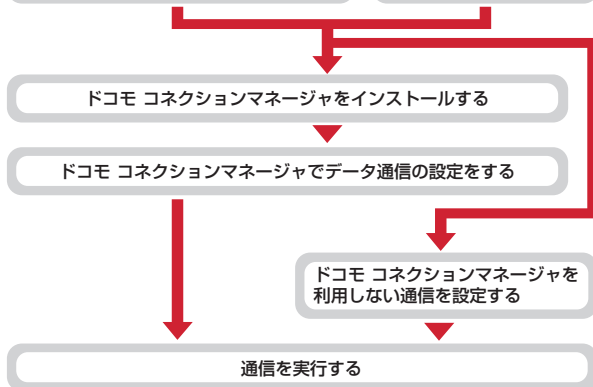 ドコモ コネクションマネージャをインストールする
ドコモ コネクションマネージャでデータ通信の設定をする
ドコモ コネクションマネージャを
利用しない通信を設定する
通信を実行する